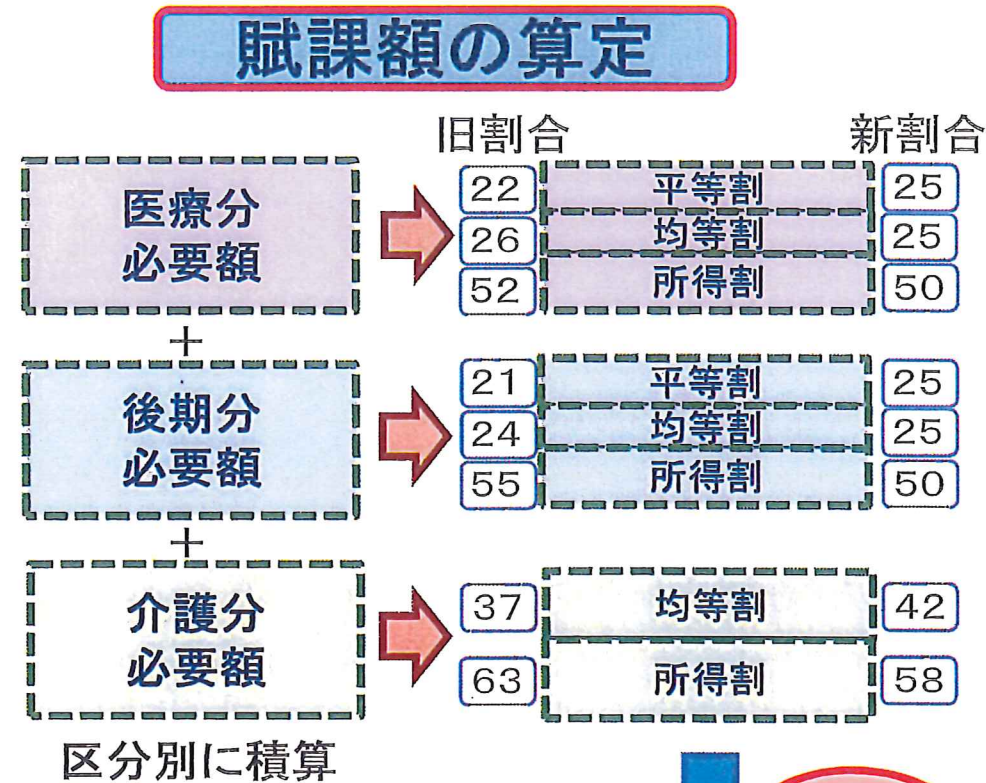 賦課額の算定
旧割合 新割合
医療分
必要額
22 平等割 25
26 均等割 25
52 所得割 50
+
後期分
必要額
21 平等割 25
24 均等割 25
55 所得割 50
+
介護分
必要額
37 均等割 42
63 所得割 58
区分別に積算